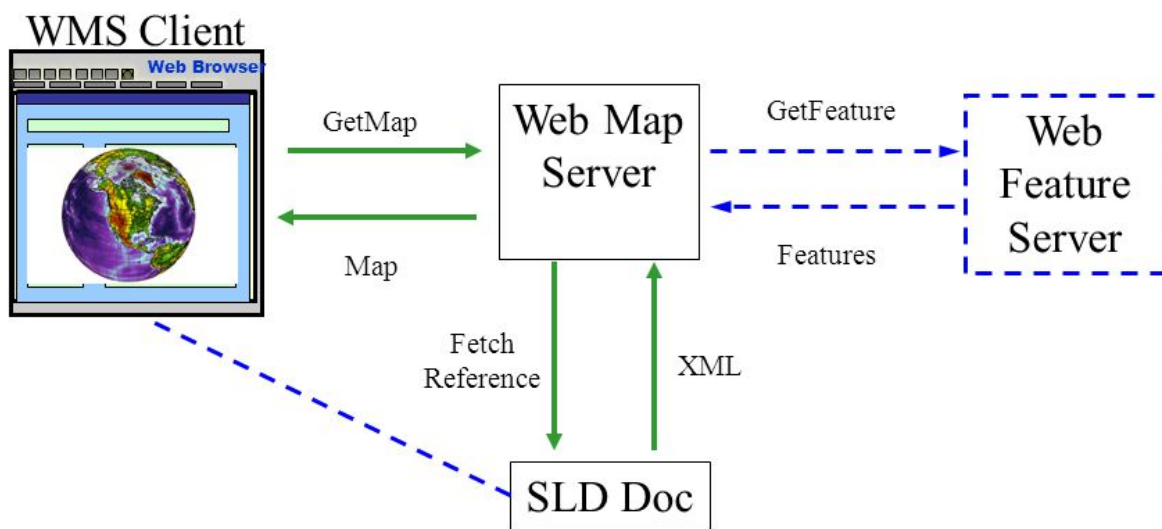 WMS Client
Web Browser
GetMap
Web Map
Server
GetFeature
Web
Feature
Server
Map
Features
Fetch
Reference
XML
SLD Doc